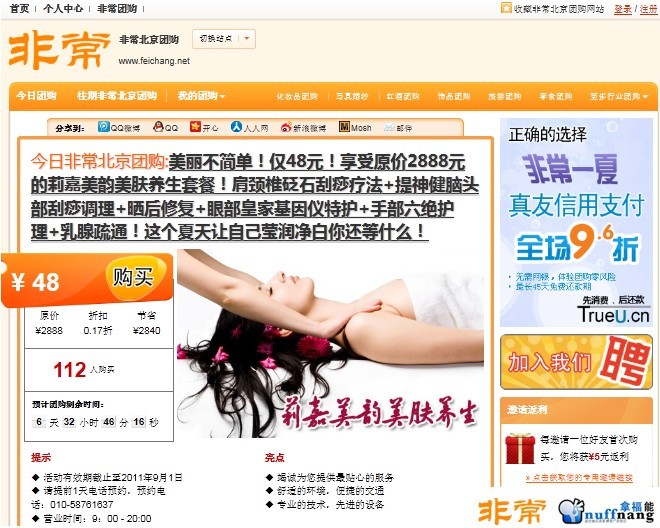 首页 | 个人中心 | 非常团购 |
收藏非常北京团购网站 登录 / 注册
非常
非常北京团购
www.feichang.net
切换站点
今日团购 往期非常北京团购 我的团购
化妆品团购 写真婚纱 红酒团购 饰品团购 旅游团购 零食团购 更多行业团购
分享到: QQ微博 QQ 开心 人人网 新浪微博 Mosh 邮件
今日非常北京团购:美丽不简单！仅48元！享受原价2888元
的莉嘉美韵美肤养生套餐！肩颈椎砭石刮痧疗法+提神健脑头
部刮痧调理+晒后修复+眼部皇家基因仪特护+手部六绝护
理+乳腺疏通！这个夏天让自己莹润净白你还等什么！
¥ 48 购买
原价 折扣 节省
¥2888 0.17折 ¥2840
112 人购买
预计团购剩余时间:
6 天 32 小时 46 分 16 秒
莉嘉美韵美肤养生
提示
◆ 活动有效期截止至2011年9月1日
◆ 请提前1天电话预约，预约电
话：010-58761637
◆ 营业时间：9：00 - 20:00
亮点
◆ 竭诚为您提供最贴心的服务
◆ 舒适的环境，便捷的交通
◆ 专业的技术，先进的设备
正确的选择
非常一夏
真友信用支付
全场9.6折
• 无需网银，体验团购零风险
• 最长45天免费还款期
先消费、后还款
TrueU.cn
加入我们 聘
邀请返利
每邀请一位好友首次购
买，您将获¥5元返利
» 点击获取您的专用邀请链接
非常
nuffnang 拿福能